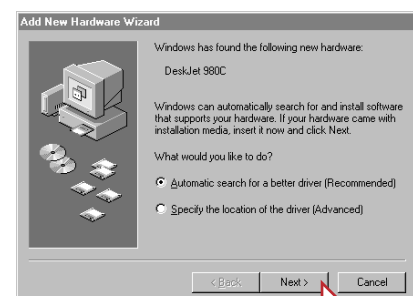 Add New Hardware Wizard
Windows has found the following new hardware:
DeskJet 980C
Windows can automatically search for and install software
that supports your hardware. If your hardware came with
installation media, insert it now and click Next.
What would you like to do?
Automatic search for a better driver (Recommended)
Specify the location of the driver (Advanced)
< Back Next > Cancel